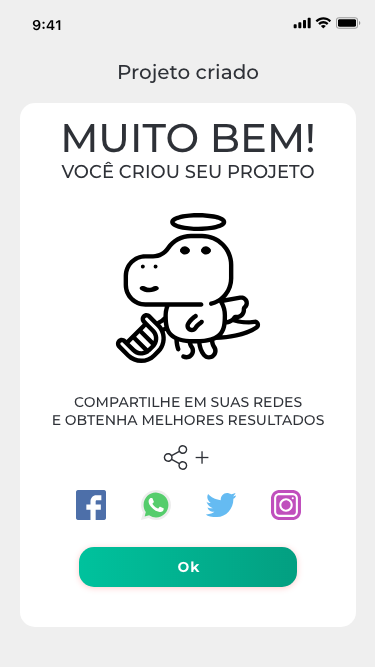 9:41
Projeto criado
MUITO BEM!
VOCÊ CRIOU SEU PROJETO
COMPARTILHE EM SUAS REDES
E OBTENHA MELHORES RESULTADOS
+
Ok